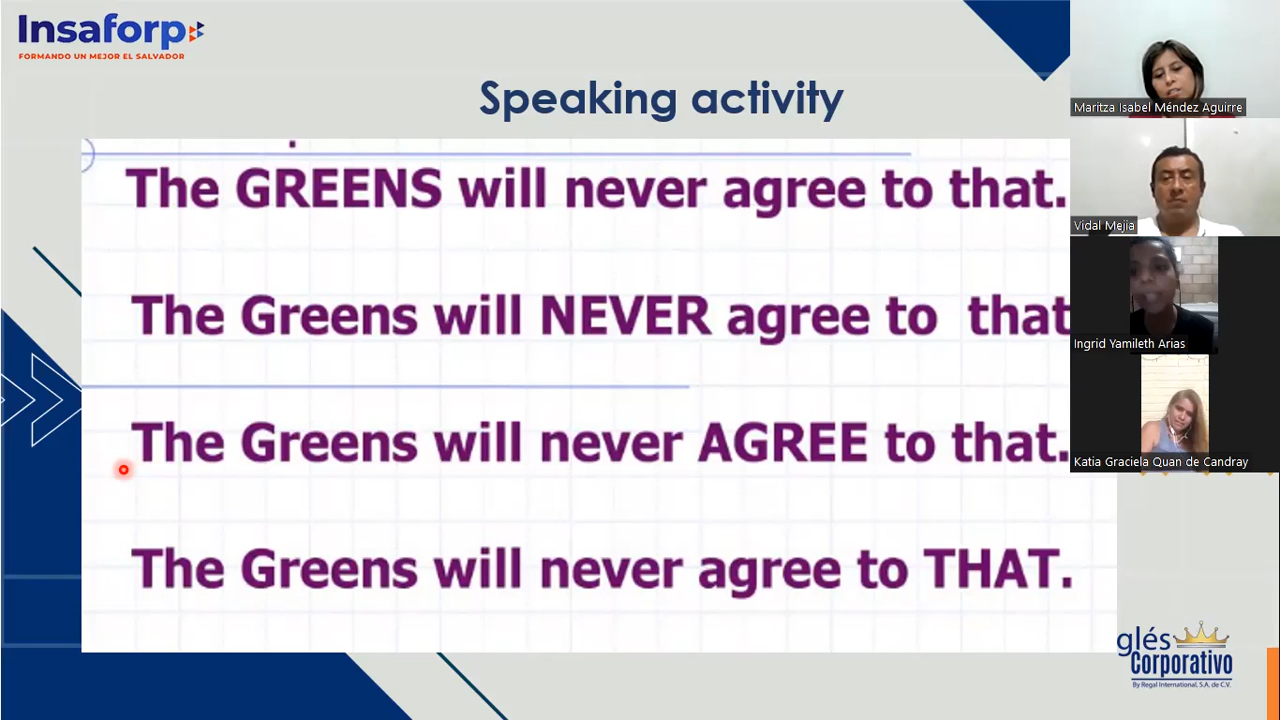 Insaforp
FORMANDO UN MEJOR EL SALVADOR
Speaking activity
The GREENS will never agree to that.
The Greens will NEVER agree to that
The Greens will never AGREE to that.
The Greens will never agree to THAT.
Maritza Isabel Méndez Aguirre
Vidal Mejia
Ingrid Yamileth Arias
Katia Graciela Quan de Candray
glés
Corporativo
By Regal International, S.A. de C.V.